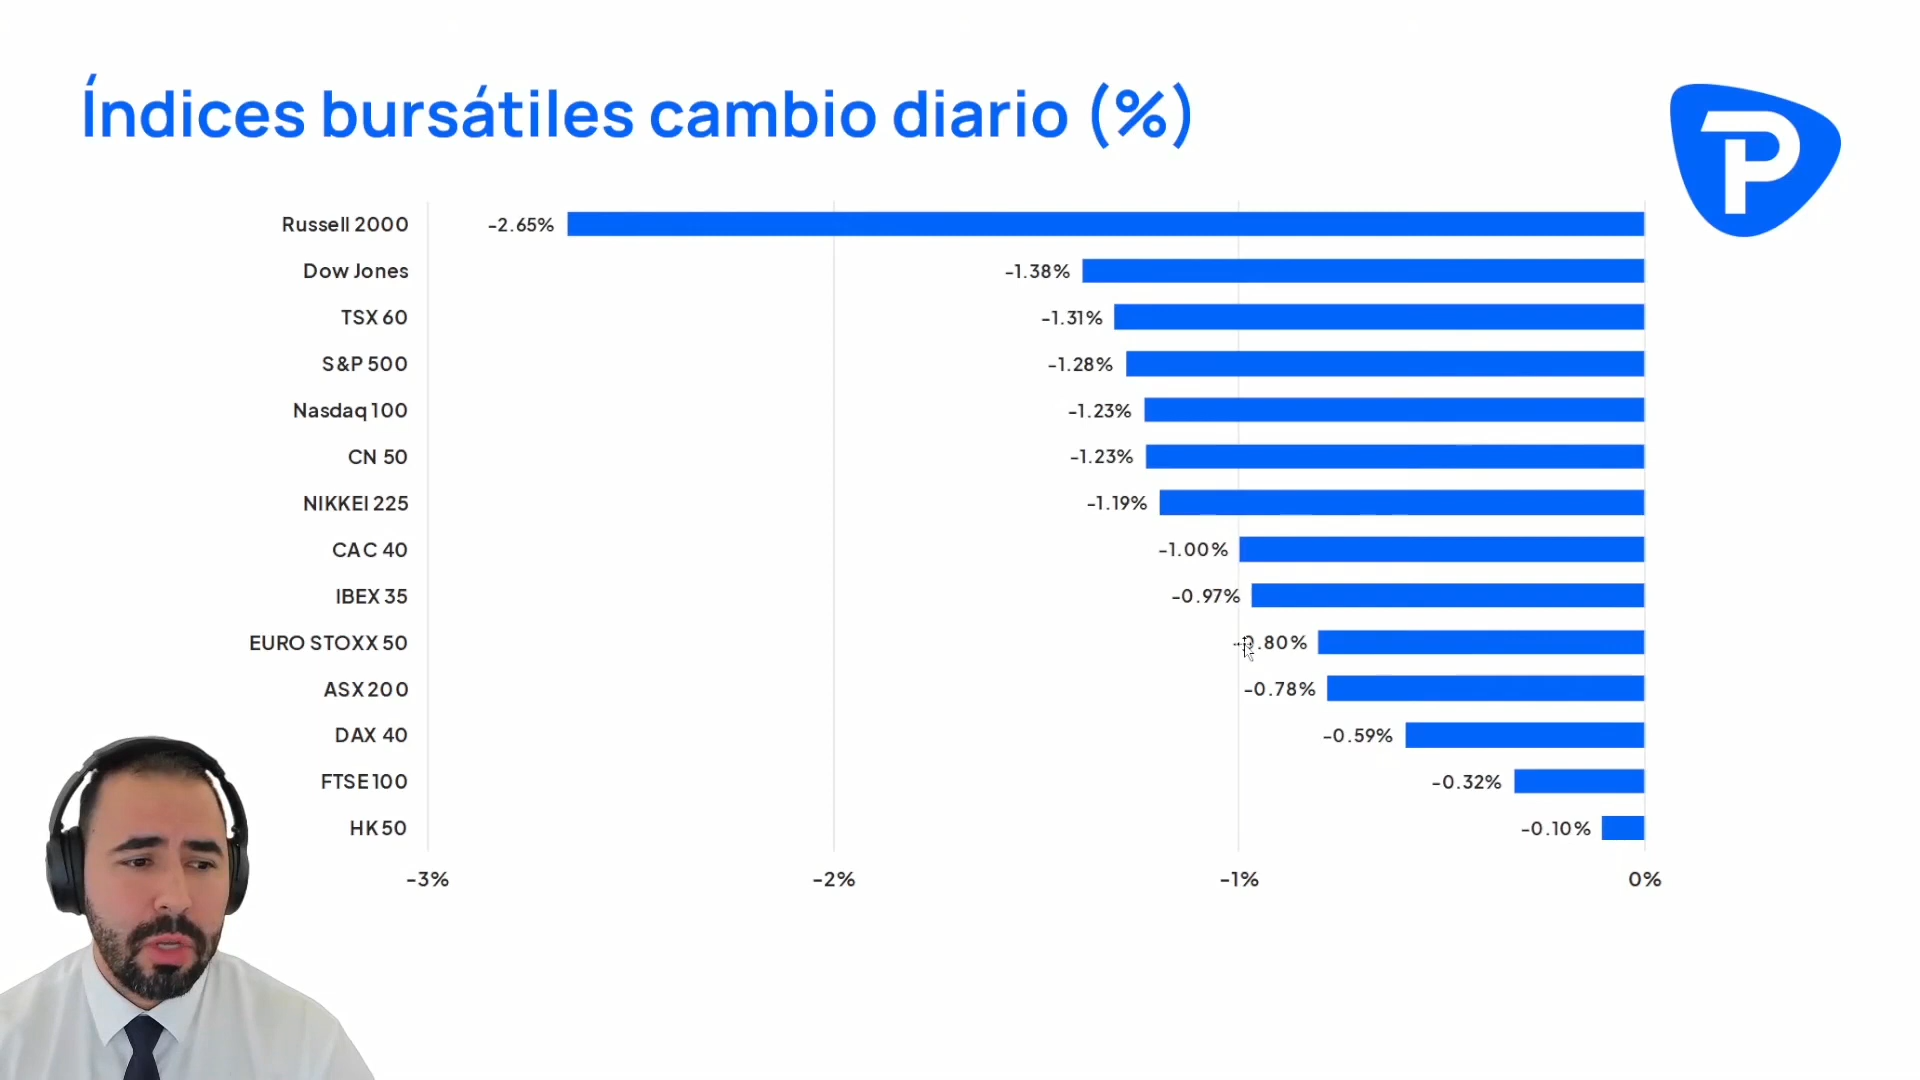 Índices bursátiles cambio diario (%)
P
Russell 2000 -2.65%
Dow Jones -1.38%
TSX 60 -1.31%
S&P 500 -1.28%
Nasdaq 100 -1.23%
CN 50 -1.23%
NIKKEI 225 -1.19%
CAC 40 -1.00%
IBEX 35 -0.97%
EURO STOXX 50 -0.80%
ASX 200 -0.78%
DAX 40 -0.59%
FTSE 100 -0.32%
HK 50 -0.10%
-3% -2% -1% 0%